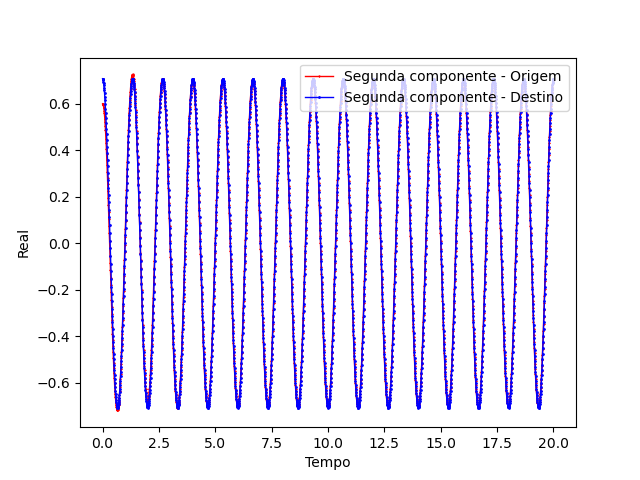 Segunda componente - Origem
Segunda componente - Destino
Real
0.6
0.4
0.2
0.0
−0.2
−0.4
−0.6
0.0 2.5 5.0 7.5 10.0 12.5 15.0 17.5 20.0
Tempo